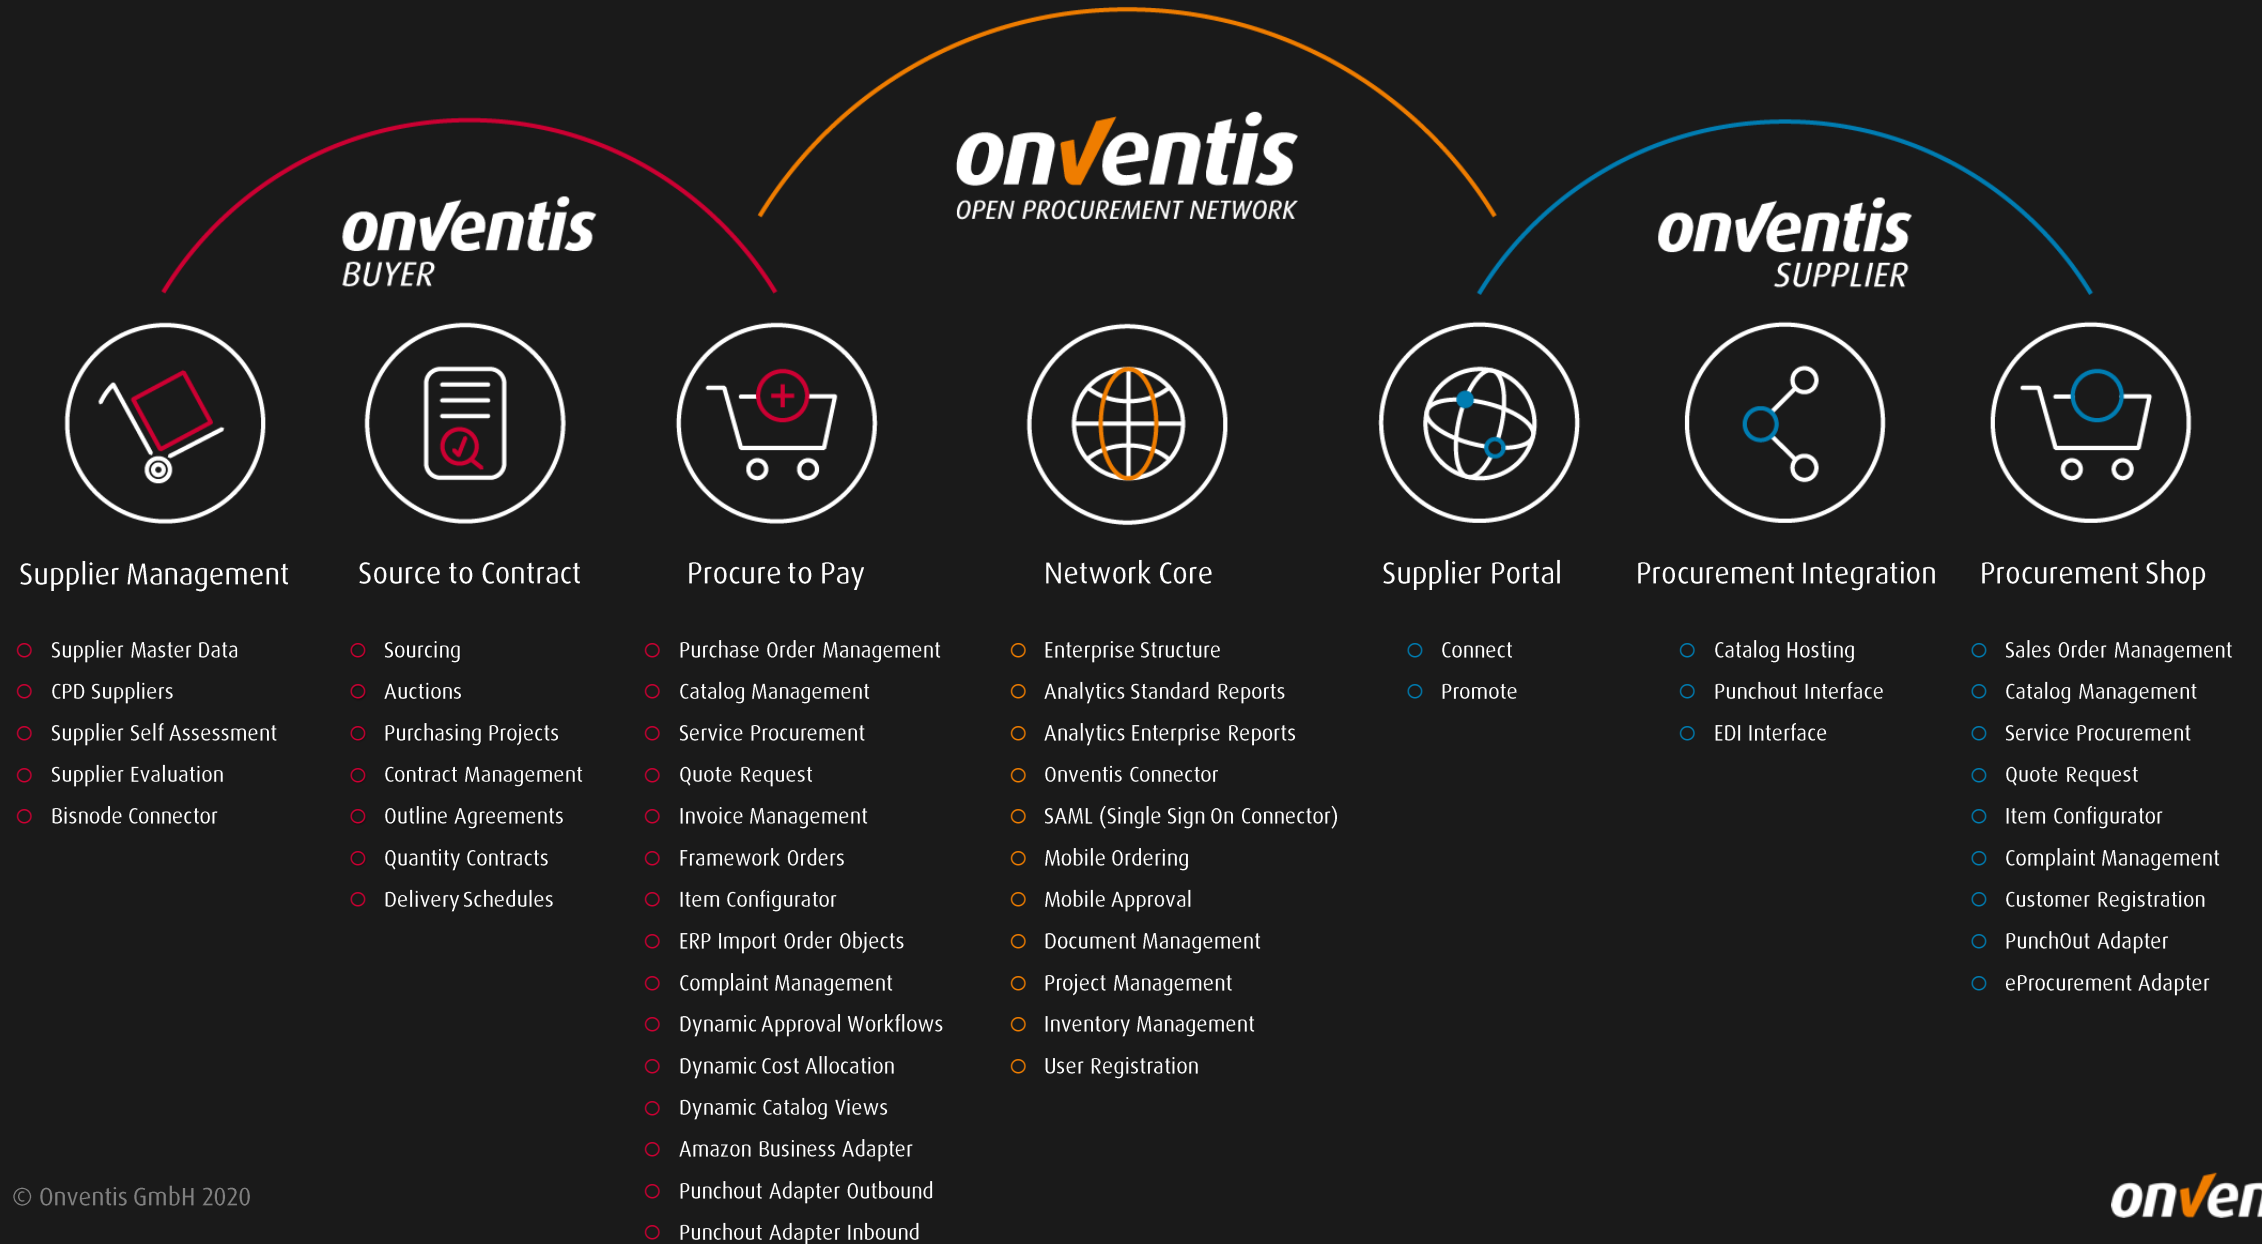 onventis
OPEN PROCUREMENT NETWORK
onventis
BUYER
onventis
SUPPLIER
Supplier Management
Supplier Master Data
CPD Suppliers
Supplier Self Assessment
Supplier Evaluation
Bisnode Connector
Source to Contract
Sourcing
Auctions
Purchasing Projects
Contract Management
Outline Agreements
Quantity Contracts
Delivery Schedules
Procure to Pay
Purchase Order Management
Catalog Management
Service Procurement
Quote Request
Invoice Management
Framework Orders
Item Configurator
ERP Import Order Objects
Complaint Management
Dynamic Approval Workflows
Dynamic Cost Allocation
Dynamic Catalog Views
Amazon Business Adapter
Punchout Adapter Outbound
Punchout Adapter Inbound
Network Core
Enterprise Structure
Analytics Standard Reports
Analytics Enterprise Reports
Onventis Connector
SAML (Single Sign On Connector)
Mobile Ordering
Mobile Approval
Document Management
Project Management
Inventory Management
User Registration
Supplier Portal
Connect
Promote
Procurement Integration
Catalog Hosting
Punchout Interface
EDI Interface
Procurement Shop
Sales Order Management
Catalog Management
Service Procurement
Quote Request
Item Configurator
Complaint Management
Customer Registration
PunchOut Adapter
eProcurement Adapter
© Onventis GmbH 2020
onven